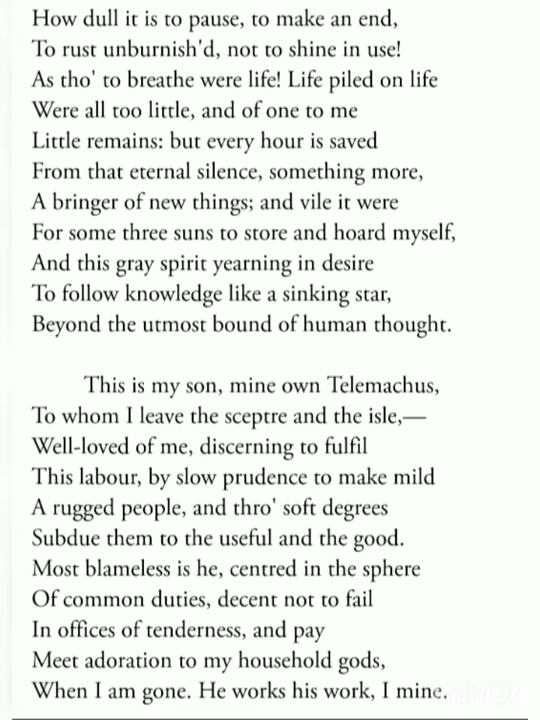 How dull it is to pause, to make an end,
To rust unburnish'd, not to shine in use!
As tho' to breathe were life! Life piled on life
Were all too little, and of one to me
Little remains: but every hour is saved
From that eternal silence, something more,
A bringer of new things; and vile it were
For some three suns to store and hoard myself,
And this gray spirit yearning in desire
To follow knowledge like a sinking star,
Beyond the utmost bound of human thought.
This is my son, mine own Telemachus,
To whom I leave the sceptre and the isle,—
Well-loved of me, discerning to fulfil
This labour, by slow prudence to make mild
A rugged people, and thro' soft degrees
Subdue them to the useful and the good.
Most blameless is he, centred in the sphere
Of common duties, decent not to fail
In offices of tenderness, and pay
Meet adoration to my household gods,
When I am gone. He works his work, I mine.